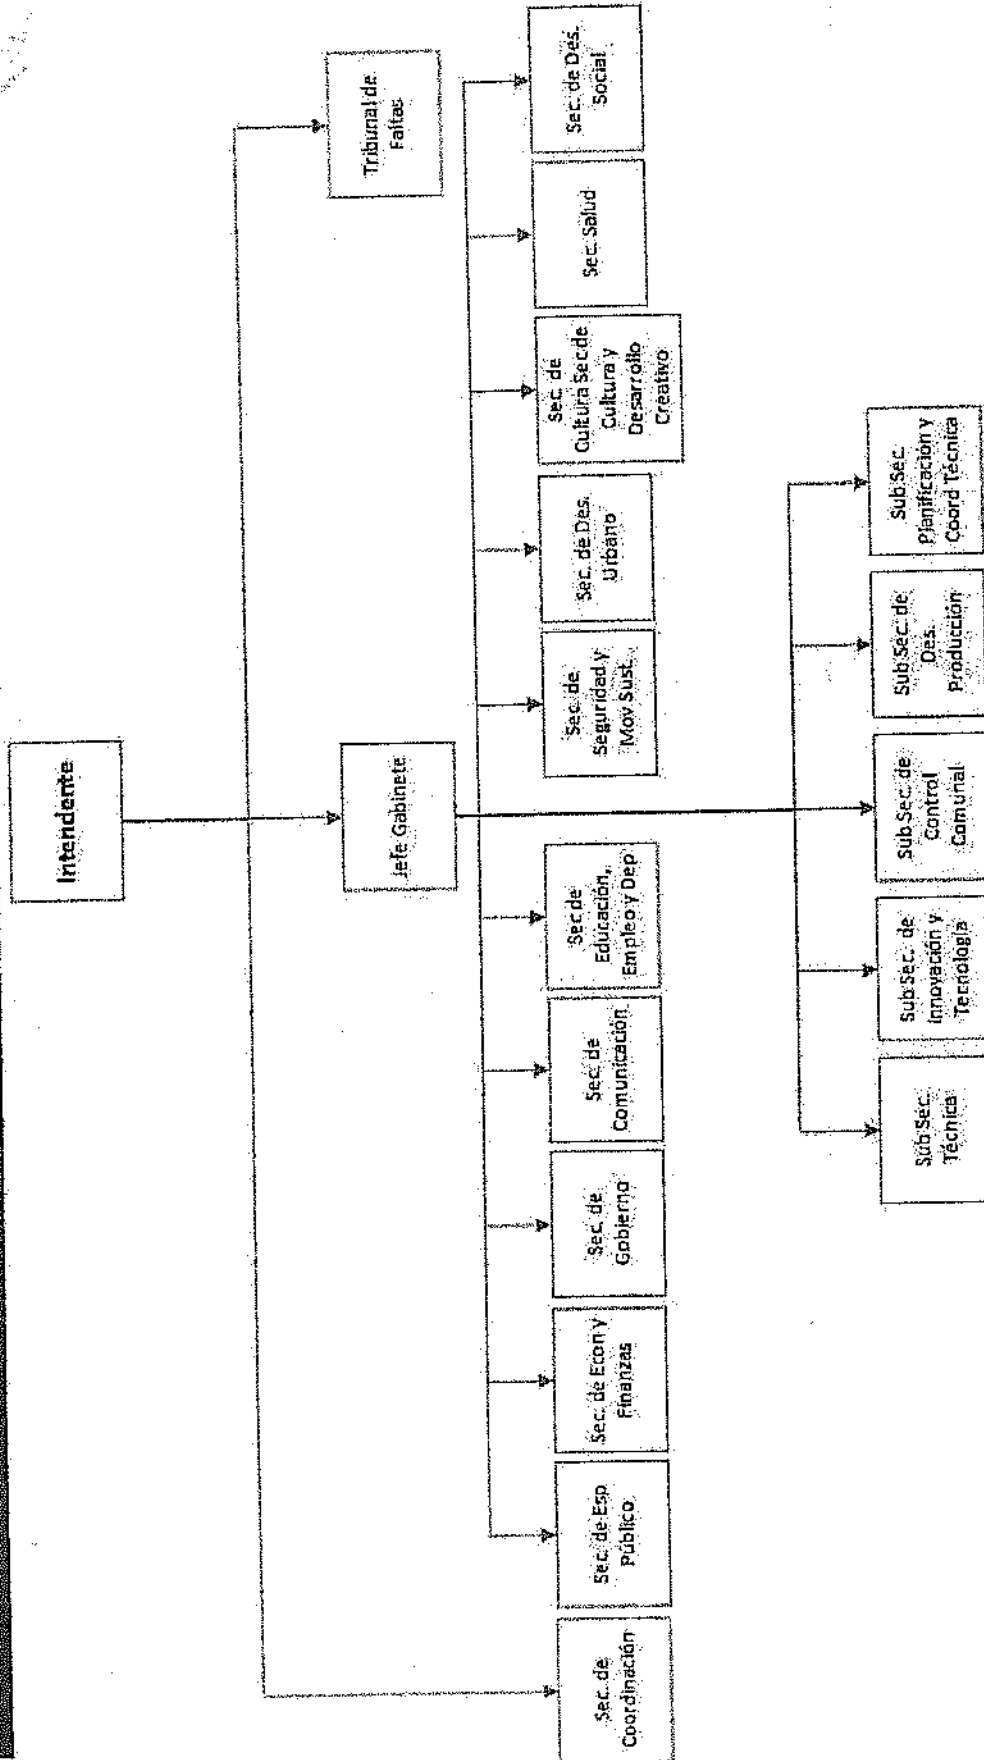 Intendente
Tribunal de
Faltas
Jefe Gabinete
Sec. de
Coordinación
Sec. de Esp
Público
Sec. de Econ y
Finanzas
Sec. de
Gobierno
Sec. de
Comunicación
Sec de
Educación,
Empleo y Dep
Sec. de
Seguridad y
Mov Sust.
Sec. de Des.
Urbano
Sec. de
Cultura Sec de
Cultura y
Desarrollo
Creativo
Sec. Salud
Sec. de Des.
Social
Sub Sec.
Técnica
Sub Sec. de
Innovación y
Tecnología
Sub Sec. de
Control
Comunal
Sub Sec. de
Des.
Producción
Sub Sec.
Planificación y
Coord Técnica